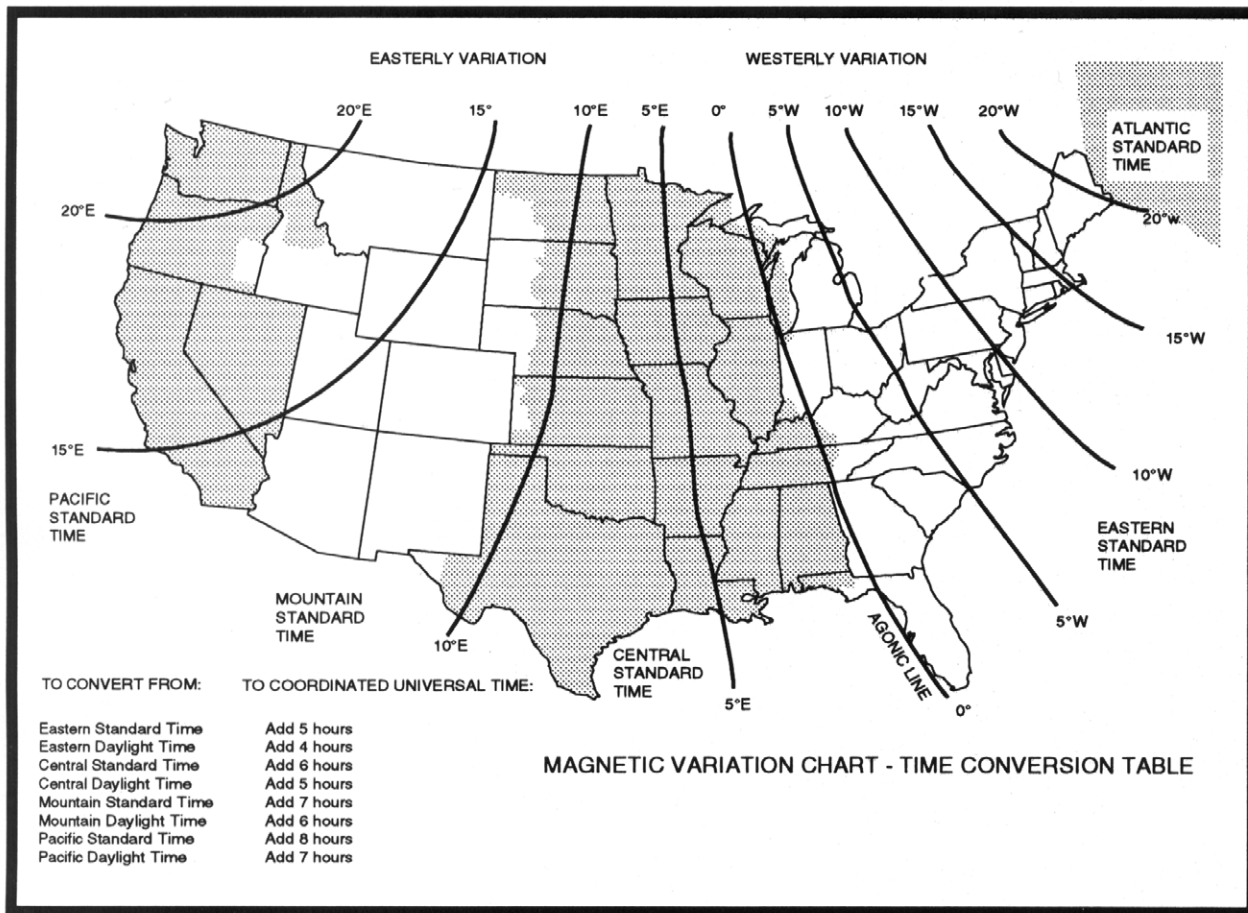 EASTERLY VARIATION
WESTERLY VARIATION
20°E
15°
10°E
5°E
0°
5°W
10°W
15°W
20°W
ATLANTIC
STANDARD
TIME
20°E
20°w
15°W
15°E
10°W
PACIFIC
STANDARD
TIME
EASTERN
STANDARD
TIME
MOUNTAIN
STANDARD
TIME
10°E
5°W
CENTRAL
STANDARD
TIME
AGONIC LINE
5°E
0°
TO CONVERT FROM: TO COORDINATED UNIVERSAL TIME:
Eastern Standard Time Add 5 hours
Eastern Daylight Time Add 4 hours
Central Standard Time Add 6 hours
Central Daylight Time Add 5 hours
Mountain Standard Time Add 7 hours
Mountain Daylight Time Add 6 hours
Pacific Standard Time Add 8 hours
Pacific Daylight Time Add 7 hours
MAGNETIC VARIATION CHART - TIME CONVERSION TABLE